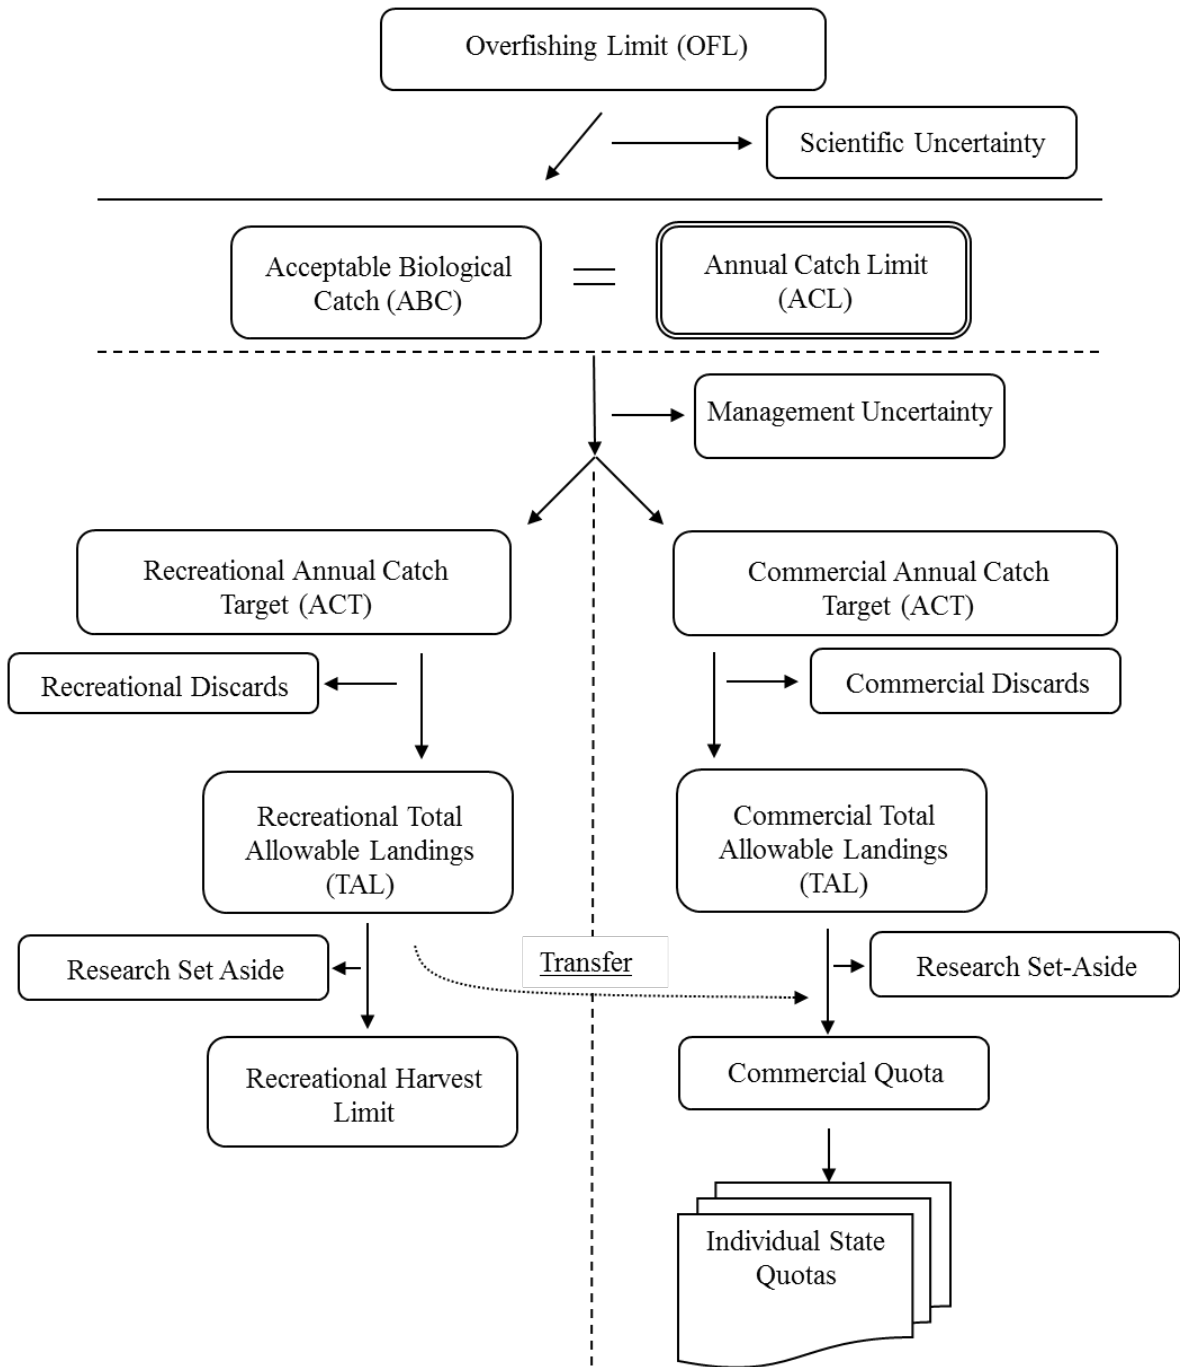 Overfishing Limit (OFL)
Scientific Uncertainty
Acceptable Biological
Catch (ABC)
=
Annual Catch Limit
(ACL)
Management Uncertainty
Recreational Annual Catch
Target (ACT)
Commercial Annual Catch
Target (ACT)
Recreational Discards
Commercial Discards
Recreational Total
Allowable Landings
(TAL)
Commercial Total
Allowable Landings
(TAL)
Research Set Aside
Transfer
Research Set-Aside
Recreational Harvest
Limit
Commercial Quota
Individual State
Quotas